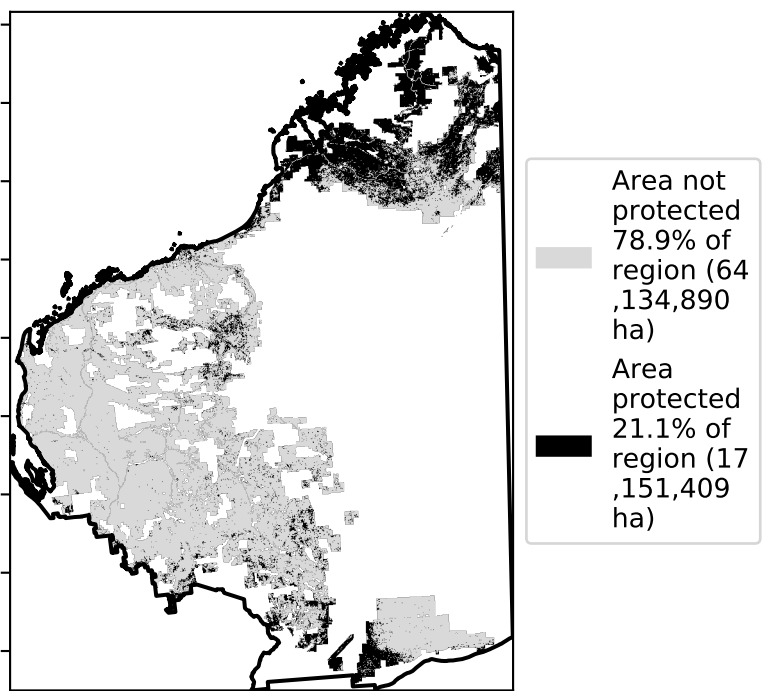 Area not
protected
78.9% of
region (64
,134,890
ha)
Area
protected
21.1% of
region (17
,151,409
ha)